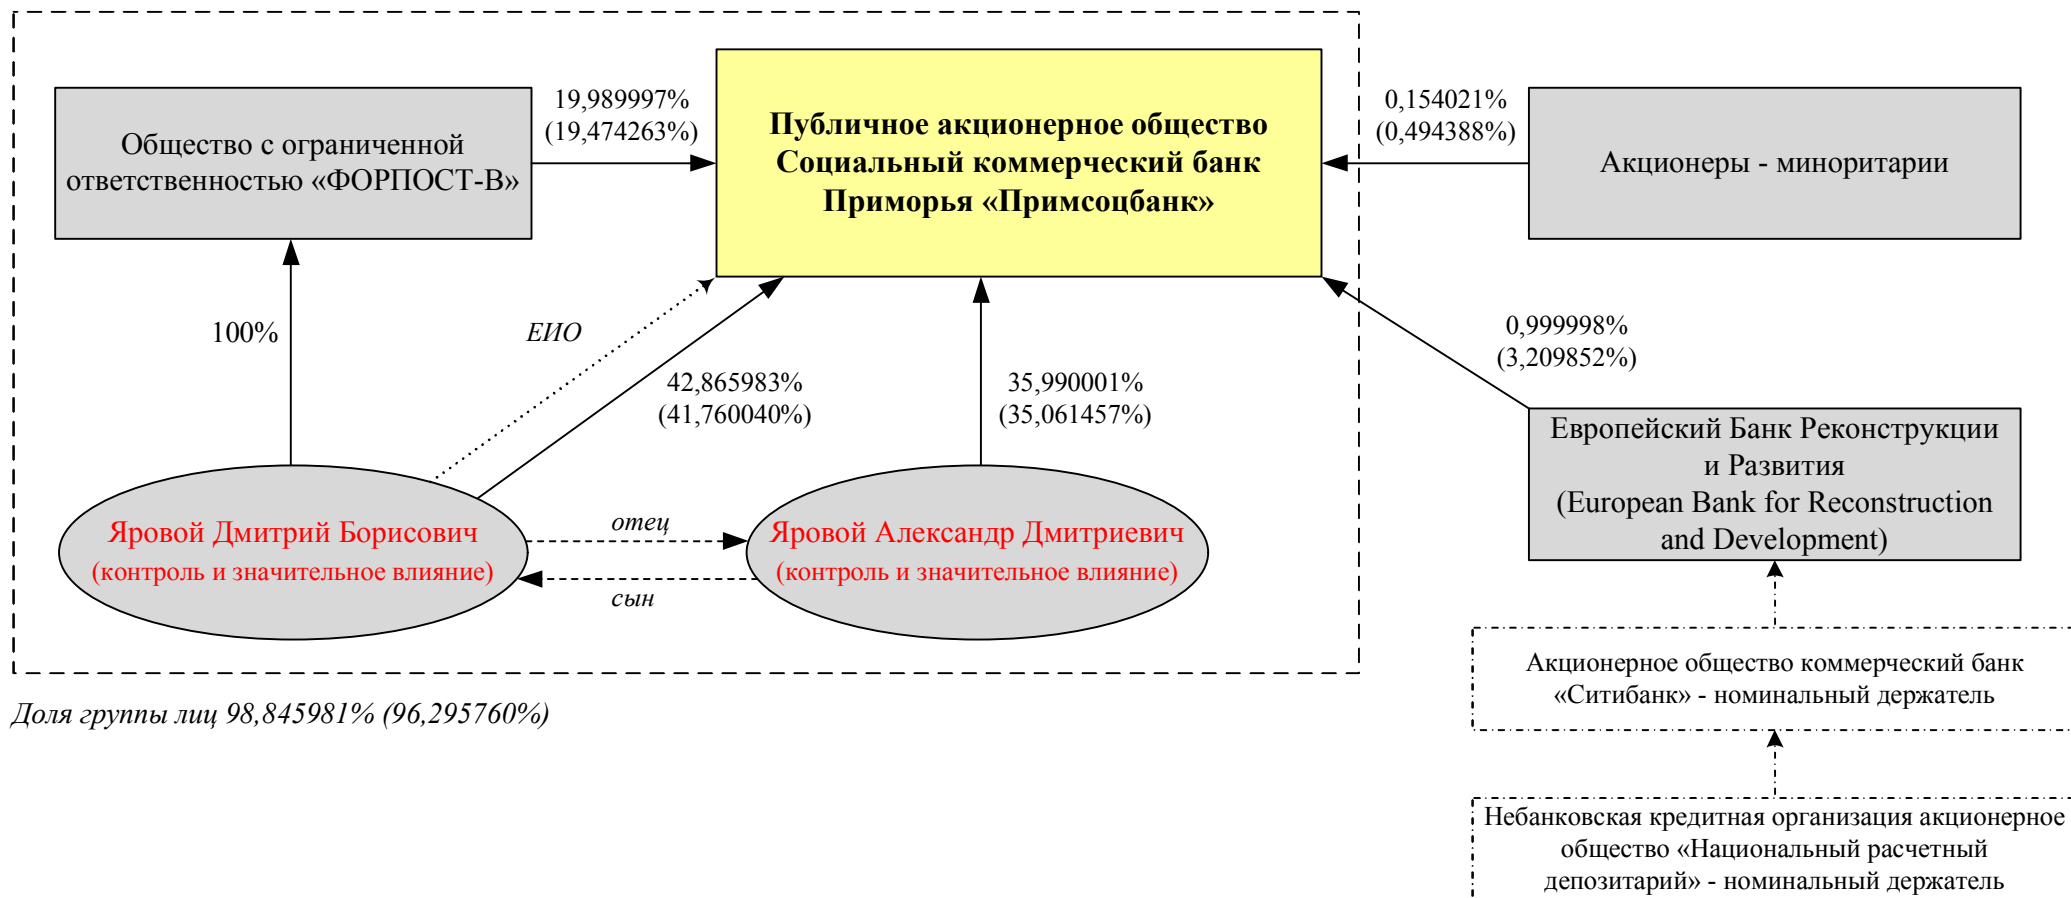 19,989997%
(19,474263%)
Общество с ограниченной
ответственностью «ФОРПОСТ-В»
Публичное акционерное общество
Социальный коммерческий банк
Приморья «Примсоцбанк»
0,154021%
(0,494388%)
Акционеры - миноритарии
100%
ЕИО
42,865983%
(41,760040%)
35,990001%
(35,061457%)
0,999998%
(3,209852%)
Европейский Банк Реконструкции
и Развития
(European Bank for Reconstruction
and Development)
Яровой Дмитрий Борисович
(контроль и значительное влияние)
отец
сын
Яровой Александр Дмитриевич
(контроль и значительное влияние)
Акционерное общество коммерческий банк
«Ситибанк» - номинальный держатель
Доля группы лиц 98,845981% (96,295760%)
Небанковская кредитная организация акционерное
общество «Национальный расчетный
депозитарий» - номинальный держатель